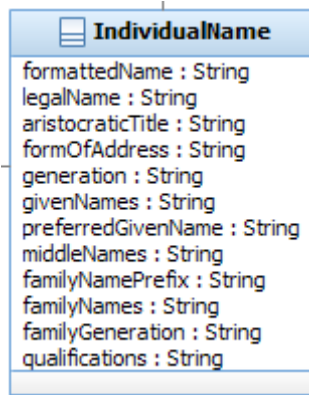 IndividualName
formattedName : String
legalName : String
aristocraticTitle : String
formOfAddress : String
generation : String
givenNames : String
preferredGivenName : String
middleNames : String
familyNamePrefix : String
familyNames : String
familyGeneration : String
qualifications : String